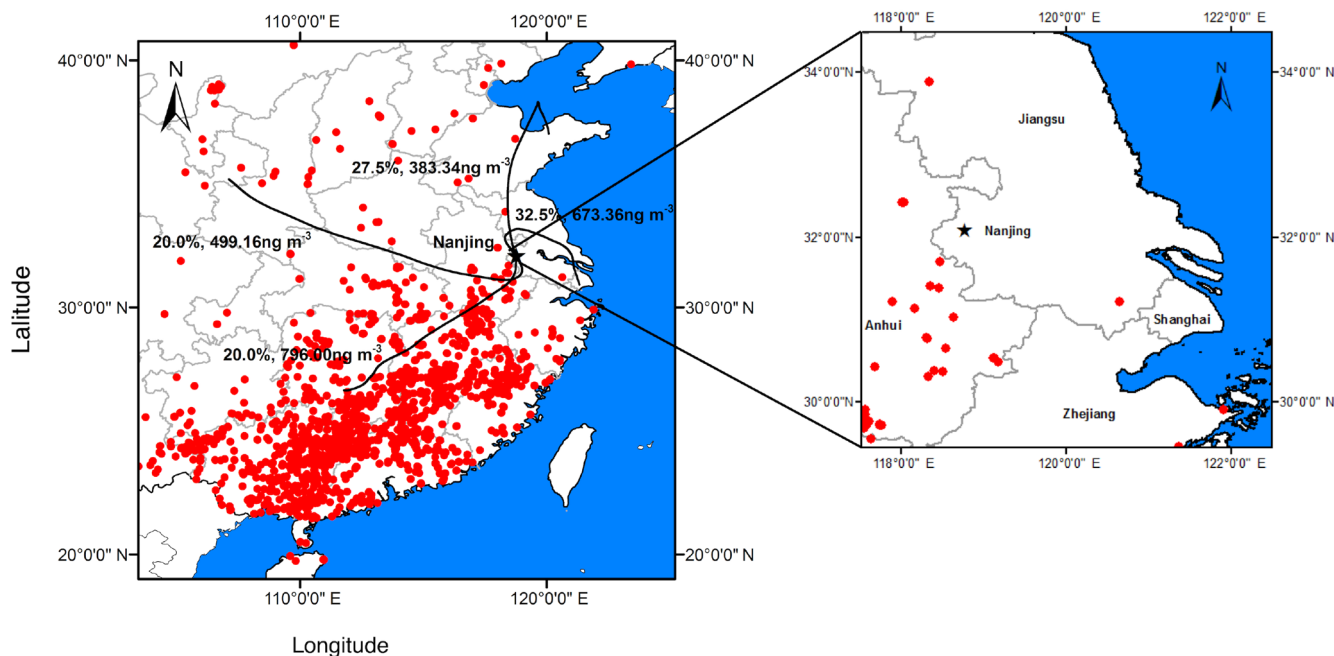 110°0'0" E
120°0'0" E
118°0'0"E
120°0'0"E
122°0'0"E
40°0'0" N
N
40°0'0" N
34°0'0"N
N
34°0'0"N
Jiangsu
27.5%, 383.34ng m-3
32.5%, 673.36ng m-3
20.0%, 499.16ng m-3
Nanjing
32°0'0"N
Nanjing
32°0'0"N
30°0'0" N
30°0'0" N
Anhui
Shanghai
20.0%, 796.00ng m-3
30°0'0"N
Zhejiang
30°0'0"N
Lalitude
118°0'0"E
120°0'0"E
122°0'0"E
20°0'0" N
20°0'0" N
110°0'0" E
120°0'0" E
Longitude